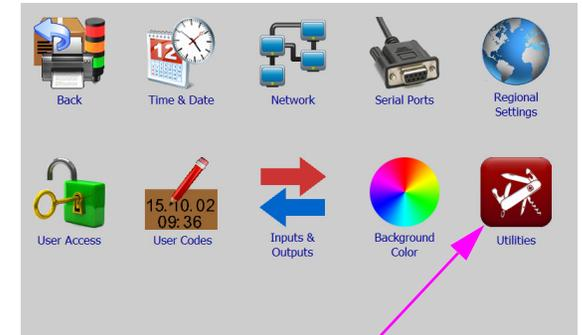 12
Back
Time & Date
Network
Serial Ports
Regional
Settings
15.10.02
09:36
User Access
User Codes
Inputs &
Outputs
Background
Color
Utilities